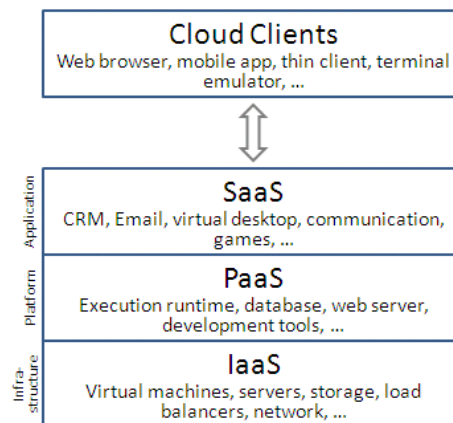 Cloud Clients
Web browser, mobile app, thin client, terminal
emulator, ...
Application
SaaS
CRM, Email, virtual desktop, communication,
games, ...
Platform
PaaS
Execution runtime, database, web server,
development tools, ...
Infra-
structure
IaaS
Virtual machines, servers, storage, load
balancers, network, ...